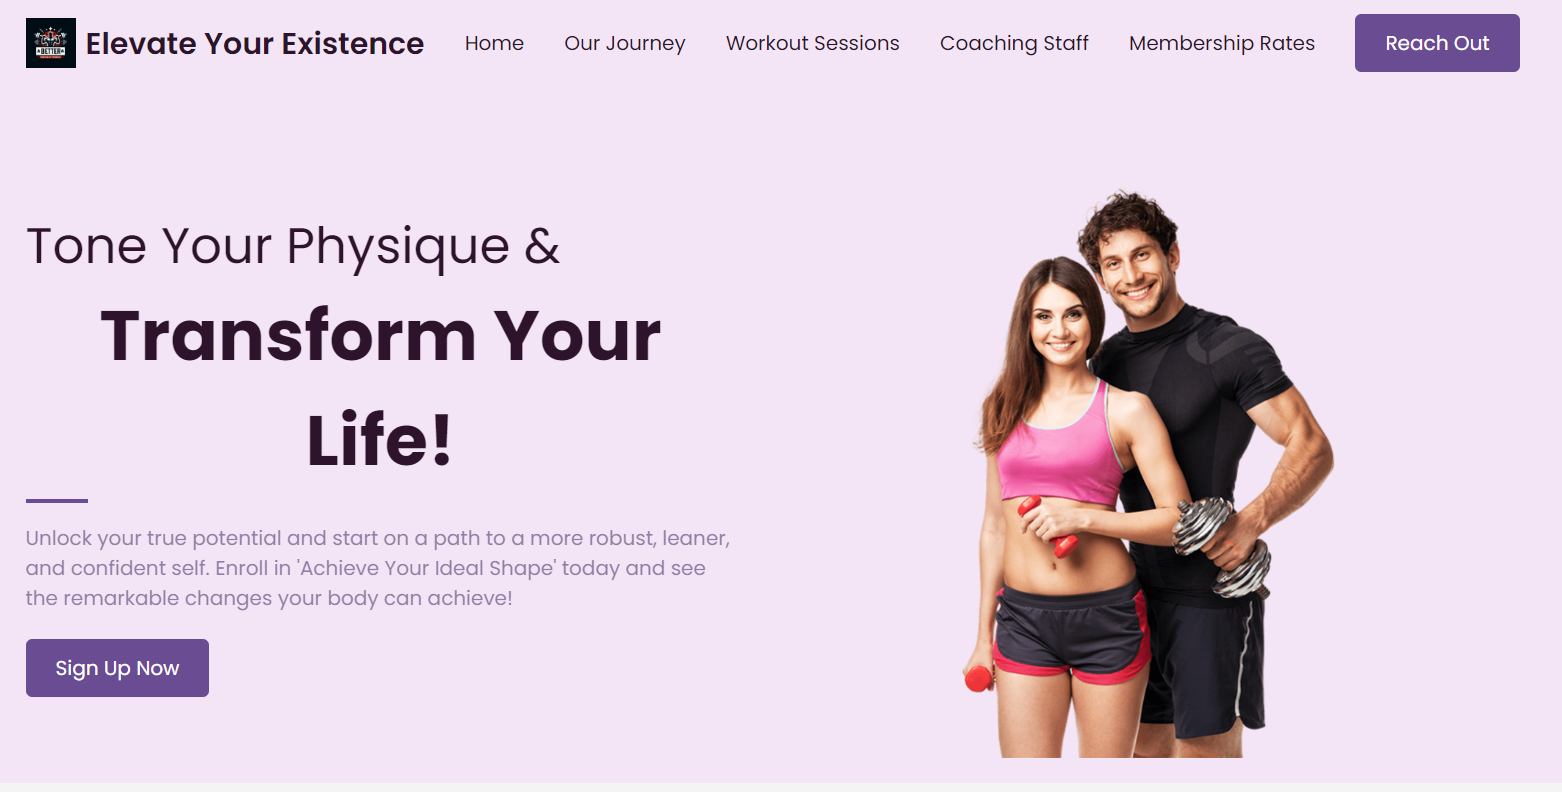 BETTER
Elevate Your Existence
Home
Our Journey
Workout Sessions
Coaching Staff
Membership Rates
Reach Out
Tone Your Physique &
Transform Your
Life!
Unlock your true potential and start on a path to a more robust, leaner,
and confident self. Enroll in 'Achieve Your Ideal Shape' today and see
the remarkable changes your body can achieve!
Sign Up Now